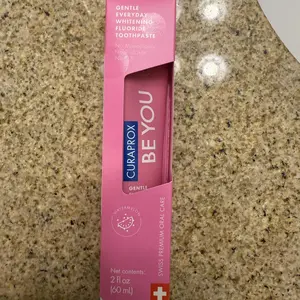 GENTLE
EVERYDAY
WHITENING
FLUORIDE
TOOTHPASTE
CURAPROX
BE YOU
GENTLE
SWISS PREMIUM ORAL CARE
Net contents:
2 fl oz
(60 ml)